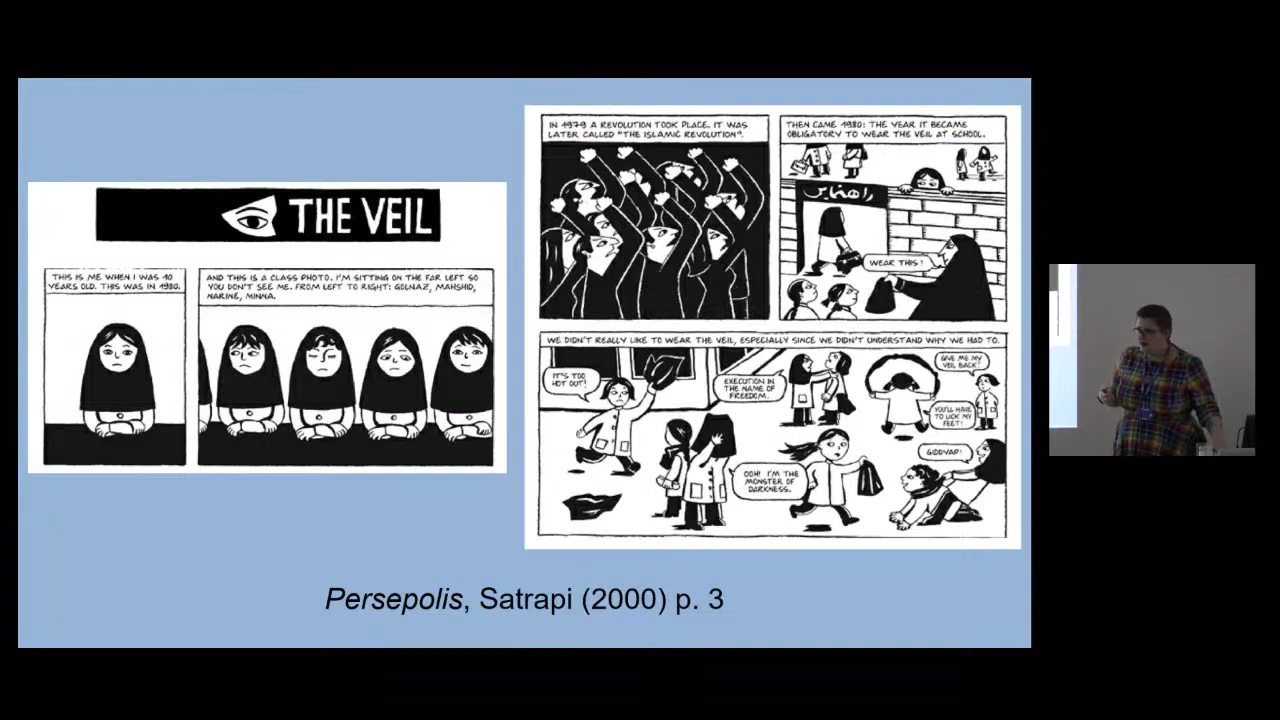 THE VEIL
THIS IS ME WHEN I WAS 10
YEARS OLD. THIS WAS IN 1980.
AND THIS IS A CLASS PHOTO. I'M SITTING ON THE FAR LEFT SO
YOU DON'T SEE ME. FROM LEFT TO RIGHT: GOLNAZ, MAHSHID,
NARINE, MINNA.
IN 1979 A REVOLUTION TOOK PLACE. IT WAS
LATER CALLED "THE ISLAMIC REVOLUTION".
THEN CAME 1980: THE YEAR IT BECAME
OBLIGATORY TO WEAR THE VEIL AT SCHOOL.
راهنمایی
WEAR THIS!
WE DIDN'T REALLY LIKE TO WEAR THE VEIL, ESPECIALLY SINCE WE DIDN'T UNDERSTAND WHY WE HAD TO.
IT'S TOO
HOT OUT!
EXECUTION IN
THE NAME OF
FREEDOM.
GIVE ME MY
VEIL BACK!
YOU'LL HAVE
TO LICK MY
FEET!
OOH! I'M THE
MONSTER OF
DARKNESS.
GIDDYAP!
Persepolis, Satrapi (2000) p. 3